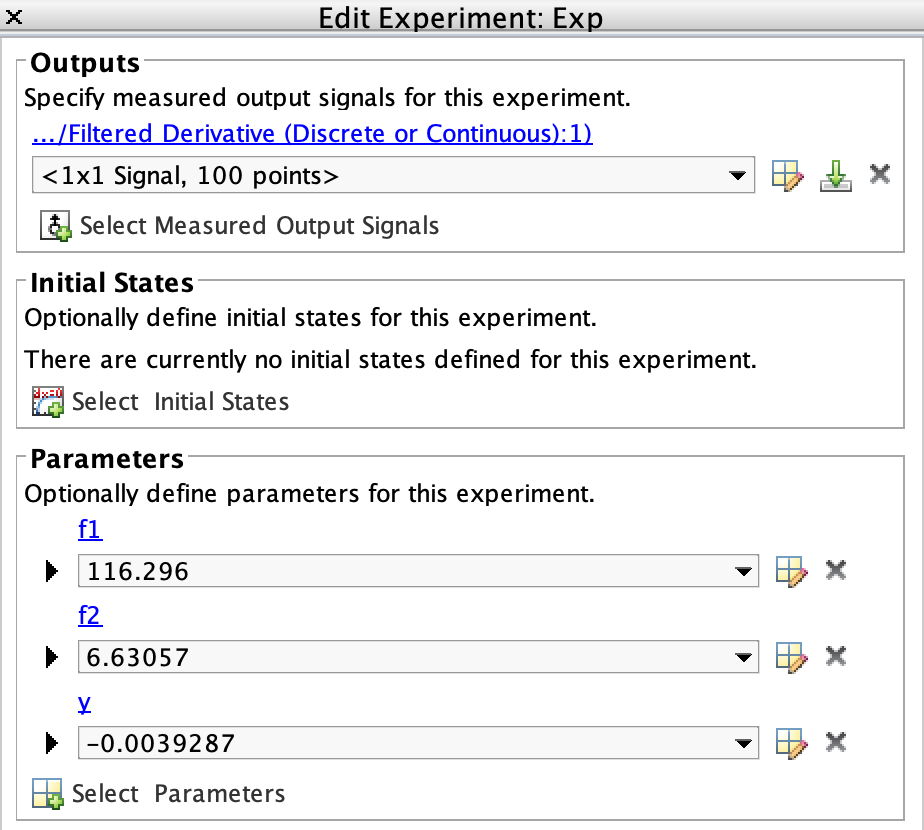 Edit Experiment: Exp
Outputs
Specify measured output signals for this experiment.
.../Filtered Derivative (Discrete or Continuous):1)
<1x1 Signal, 100 points>
Select Measured Output Signals
Initial States
Optionally define initial states for this experiment.
There are currently no initial states defined for this experiment.
Select Initial States
Parameters
Optionally define parameters for this experiment.
f1
116.296
f2
6.63057
y
-0.0039287
Select Parameters